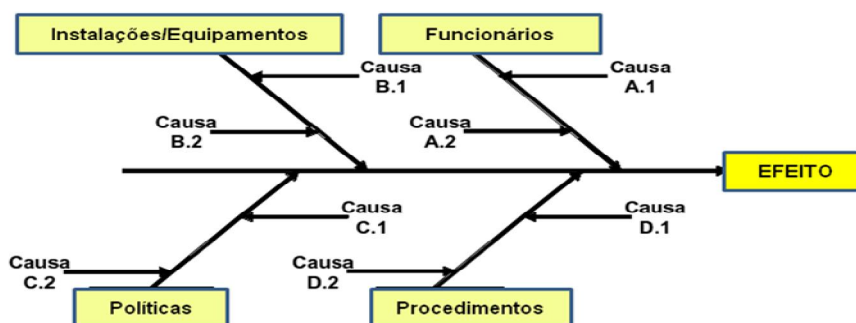 Instalações/Equipamentos
Funcionários
Causa
B.1
Causa
A.1
Causa
B.2
Causa
A.2
EFEITO
Causa
C.1
Causa
D.1
Causa
C.2
Causa
D.2
Políticas
Procedimentos